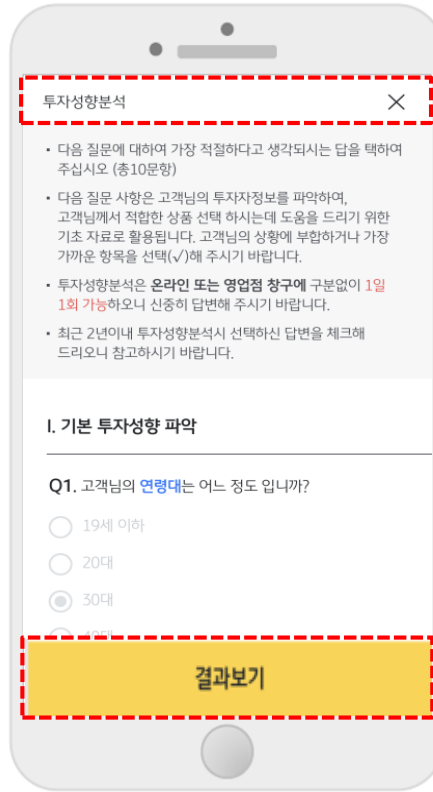 투자성향분석
• 다음 질문에 대하여 가장 적절하다고 생각되시는 답을 택하여
주십시오 (총10문항)
• 다음 질문 사항은 고객님의 투자자정보를 파악하여,
고객님께서 적합한 상품 선택 하시는데 도움을 드리기 위한
기초 자료로 활용됩니다. 고객님의 상황에 부합하거나 가장
가까운 항목을 선택(√)해 주시기 바랍니다.
• 투자성향분석은 온라인 또는 영업점 창구에 구분없이 1일
1회 가능하오니 신중히 답변해 주시기 바랍니다.
• 최근 2년이내 투자성향분석시 선택하신 답변을 체크해
드리오니 참고하시기 바랍니다.
I. 기본 투자성향 파악
Q1. 고객님의 연령대는 어느 정도 입니까?
19세 이하
20대
30대
결과보기